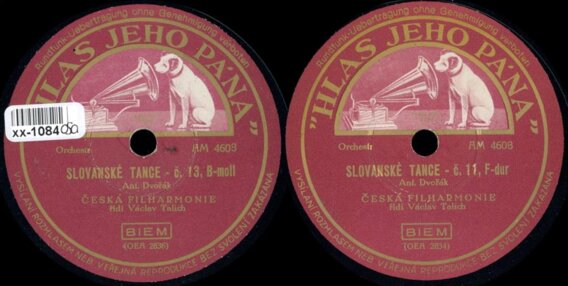 Rundfunk-Uebertragung ohne Genehmigung verboten
"HLAS JEHO PÁNA"
xx-1084
Orchestr
AM 4608
SLOVANSKÉ TANCE - č. 13, B-moll
Ant. Dvořák
ČESKÁ FILHARMONIE
řídí Václav Talich
BIEM
(OEA 2836)
VYSÍLÁNÍ ROZHLASEM NEB VEŘEJNÁ REPRODUKCE BEZ SVOLENÍ ZAKÁZÁNA
Rundfunk-Uebertragung ohne Genehmigung verboten
"HLAS JEHO PÁNA"
Orchestr
AM 4608
SLOVANSKÉ TANCE - č. 11, F-dur
Ant. Dvořák
ČESKÁ FILHARMONIE
řídí Václav Talich
BIEM
(OEA 2834)
VYSÍLÁNÍ ROZHLASEM NEB VEŘEJNÁ REPRODUKCE BEZ SVOLENÍ ZAKÁZÁNA